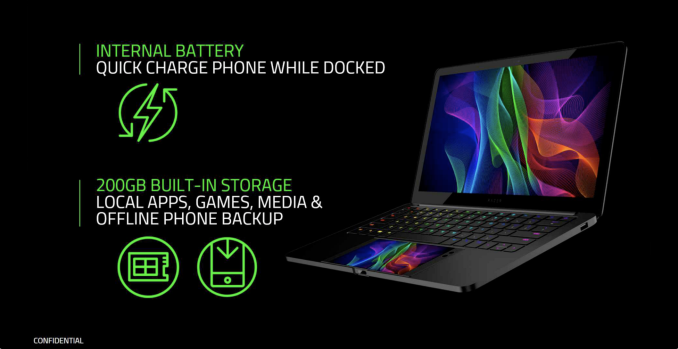 INTERNAL BATTERY
QUICK CHARGE PHONE WHILE DOCKED
200GB BUILT-IN STORAGE
LOCAL APPS, GAMES, MEDIA &
OFFLINE PHONE BACKUP
CONFIDENTIAL